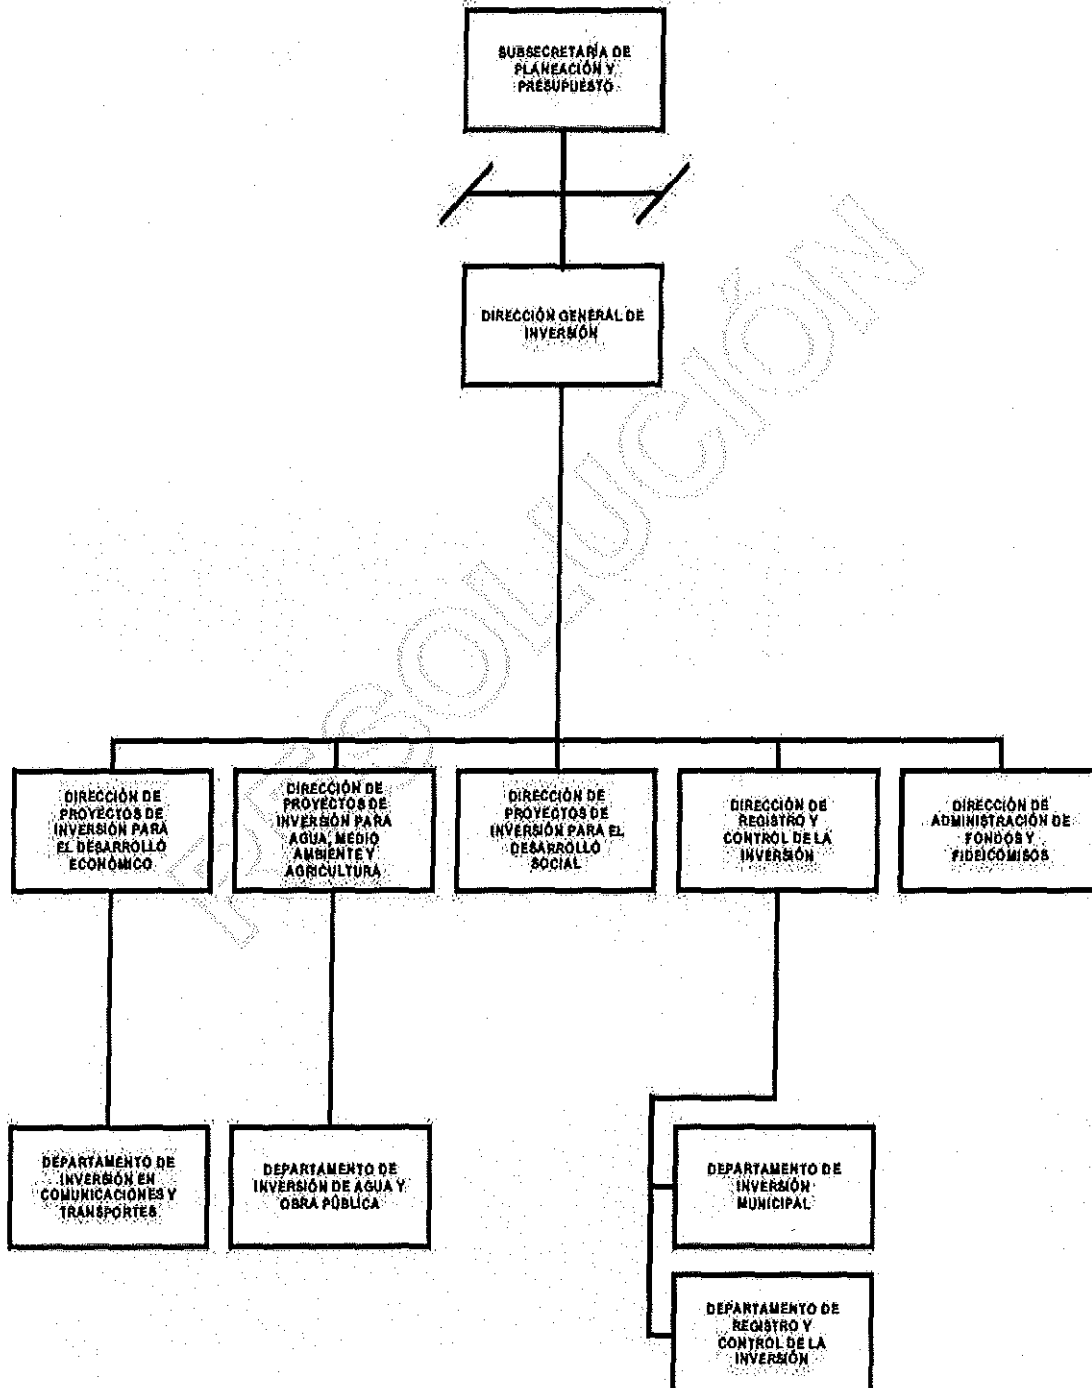 SUBSECRETARÍA DE
PLANEACIÓN Y
PRESUPUESTO
DIRECCIÓN GENERAL DE
INVERSIÓN
DIRECCIÓN DE
PROYECTOS DE
INVERSIÓN PARA
EL DESARROLLO
ECONÓMICO
DIRECCIÓN DE
PROYECTOS DE
INVERSIÓN PARA
AGUA, MEDIO
AMBIENTE Y
AGRICULTURA
DIRECCIÓN DE
PROYECTOS DE
INVERSIÓN PARA EL
DESARROLLO
SOCIAL
DIRECCIÓN DE
REGISTRO Y
CONTROL DE LA
INVERSIÓN
DIRECCIÓN DE
ADMINISTRACIÓN DE
FONDOS Y
FIDEICOMISOS
DEPARTAMENTO DE
INVERSIÓN EN
COMUNICACIONES Y
TRANSPORTES
DEPARTAMENTO DE
INVERSIÓN DE AGUA Y
OBRA PÚBLICA
DEPARTAMENTO DE
INVERSIÓN
MUNICIPAL
DEPARTAMENTO DE
REGISTRO Y
CONTROL DE LA
INVERSIÓN